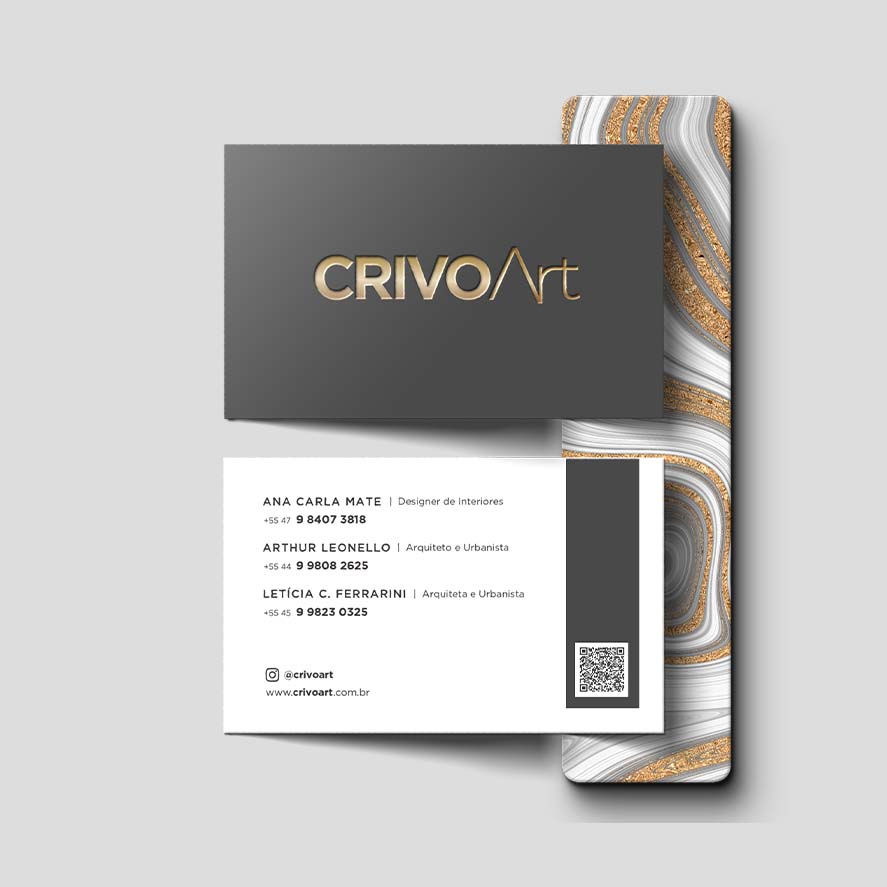 CRIVOArt
ANA CARLA MATE | Designer de Interiores
+55 47 9 8407 3818
ARTHUR LEONELLO | Arquiteto e Urbanista
+55 44 9 9808 2625
LETÍCIA C. FERRARINI | Arquiteta e Urbanista
+55 45 9 9823 0325
@crivoart
www.crivoart.com.br